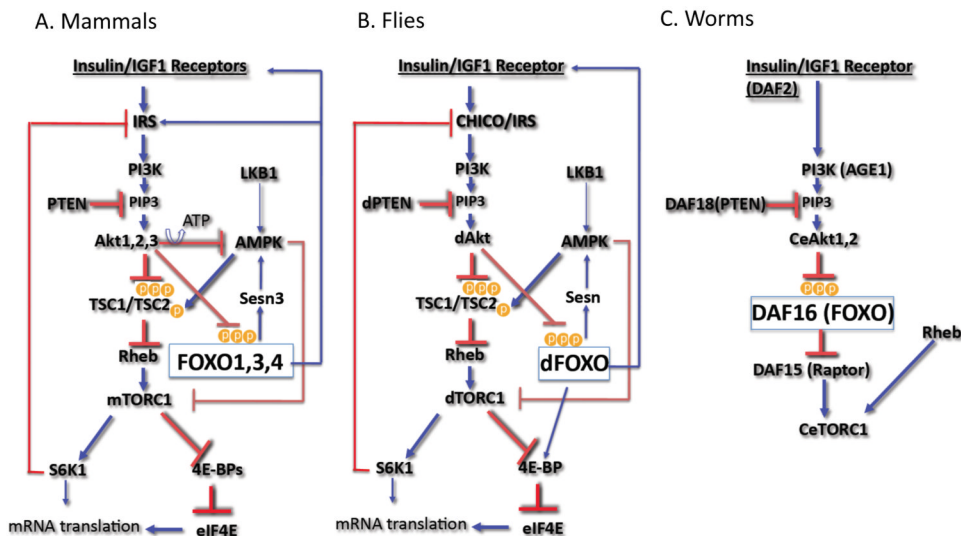 A. Mammals
Insulin/IGF1 Receptors
IRS
PI3K
LKB1
PTEN
PIP3
ATP
Akt1,2,3
AMPK
p p p
TSC1/TSC2
p
Sesn3
p p p
Rheb
FOXO1,3,4
mTORC1
S6K1
4E-BPs
mRNA translation
eIF4E
B. Flies
Insulin/IGF1 Receptor
CHICO/IRS
PI3K
LKB1
dPTEN
PIP3
dAkt
AMPK
p p p
TSC1/TSC2
p
Sesn
p p p
Rheb
dFOXO
dTORC1
S6K1
4E-BP
mRNA translation
eIF4E
C. Worms
Insulin/IGF1 Receptor
(DAF2)
PI3K (AGE1)
DAF18(PTEN)
PIP3
CeAkt1,2
p p p
DAF16 (FOXO)
Rheb
DAF15 (Raptor)
CeTORC1